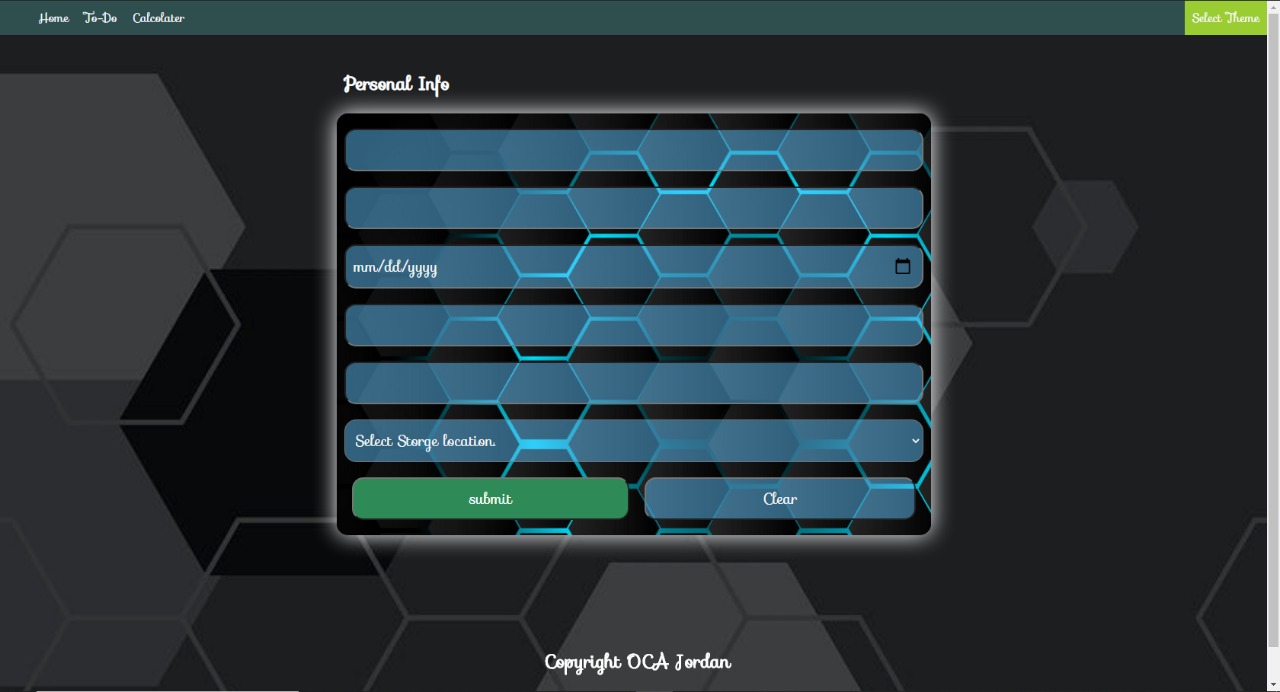 Home To-Do Calcolater Select Theme
Personal Info
mm/dd/yyyy
Select Storge location.
submit Clear
Copyright OCA Jordan